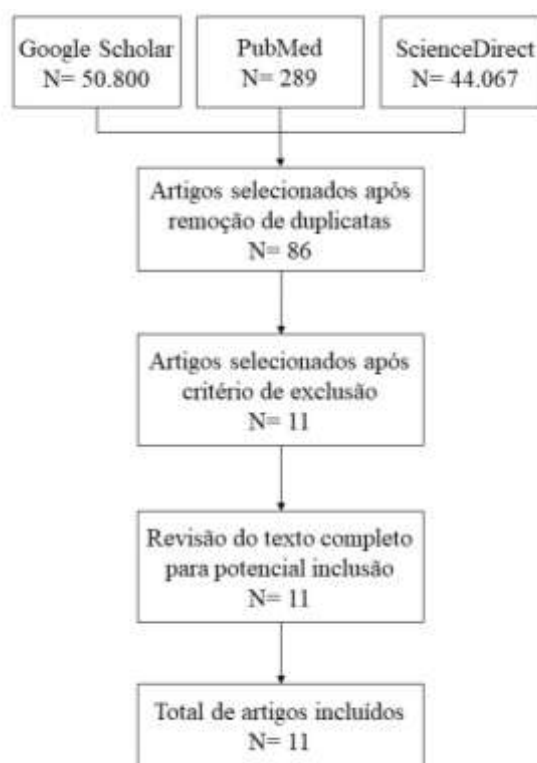 Google Scholar
N= 50.800
PubMed
N= 289
ScienceDirect
N= 44.067
Artigos selecionados após
remoção de duplicatas
N= 86
Artigos selecionados após
critério de exclusão
N= 11
Revisão do texto completo
para potencial inclusão
N= 11
Total de artigos incluídos
N= 11